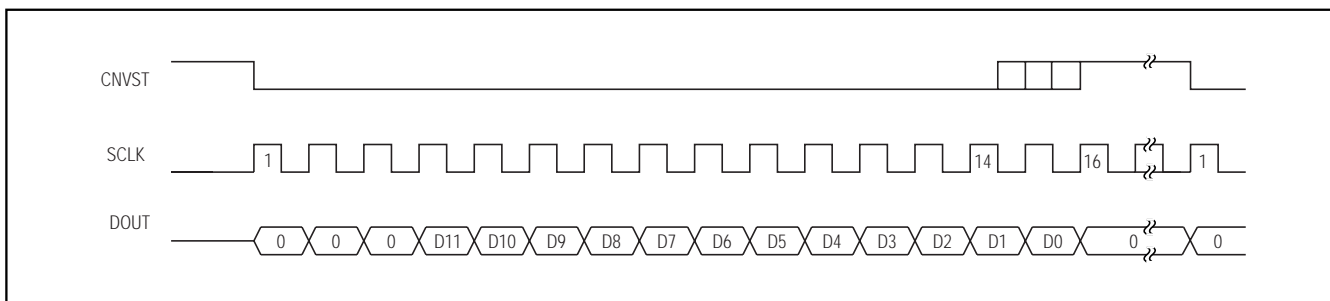 CNVST
SCLK 1 14 16 1
DOUT 0 0 0 D11 D10 D9 D8 D7 D6 D5 D4 D3 D2 D1 D0 0 0